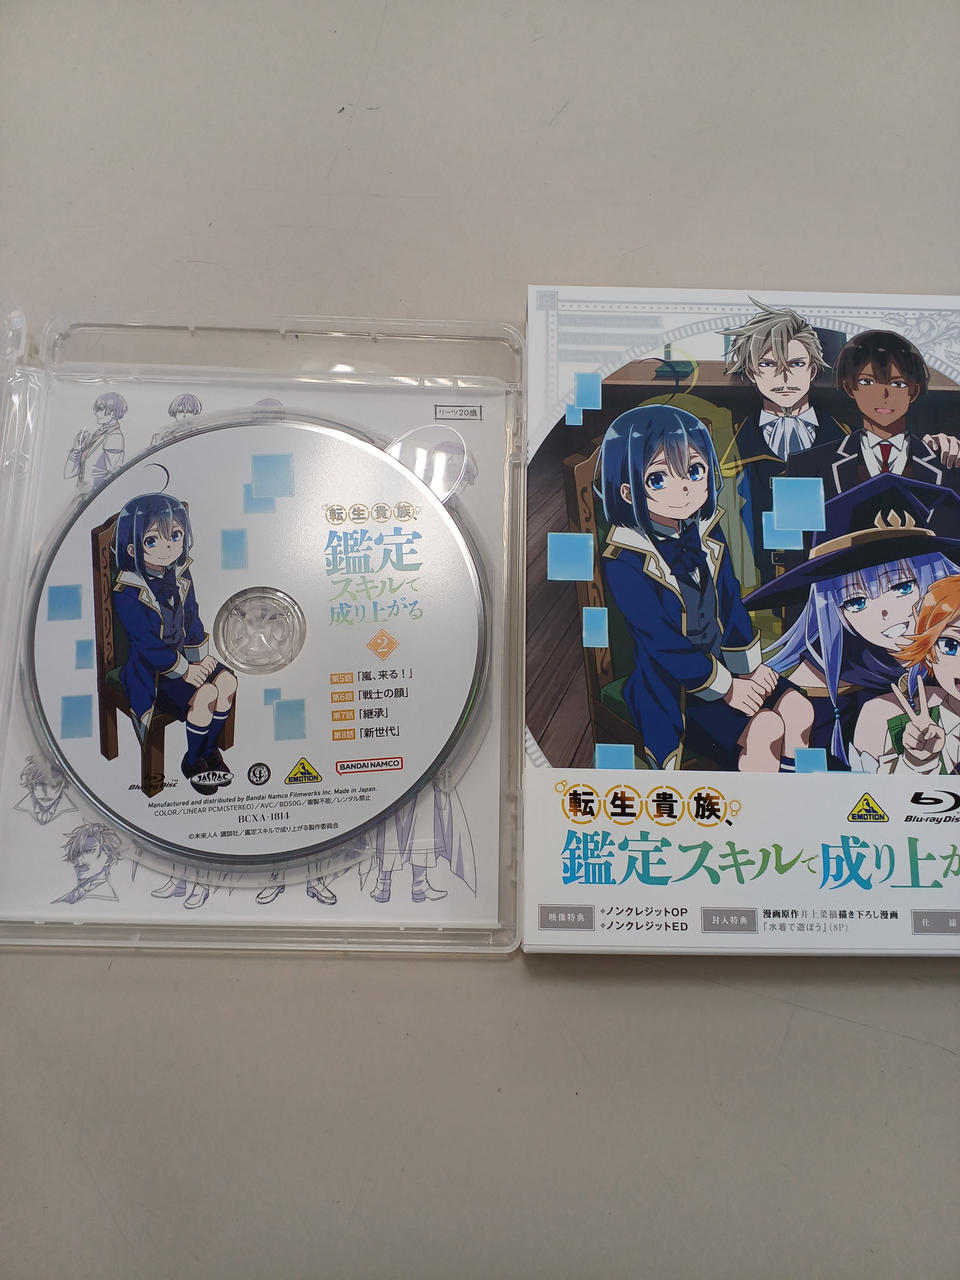 リーツ20歳
転生貴族、
鑑定
スキルで
成り上がる
2
第5話「嵐、来る！」
第6話「戦士の顔」
第7話「継承」
第8話「新世代」
Blu-ray Disc™
JASRAC
EMOTION
BANDAI NAMCO
Manufactured and distributed by Bandai Namco Filmworks Inc. Made in Japan.
COLOR／LINEAR PCM(STEREO)／AVC／BD50G／複製不能／レンタル禁止
BCXA-1814
©未来人A・講談社／鑑定スキルで成り上がる製作委員会
転生貴族、
EMOTION
Blu-ray Disc
鑑定スキルで成り上が
映像特典
◆ノンクレジットOP
◆ノンクレジットED
封入特典
漫画原作井上菜摘描き下ろし漫画
「水着で遊ぼう」（8P）
仕様